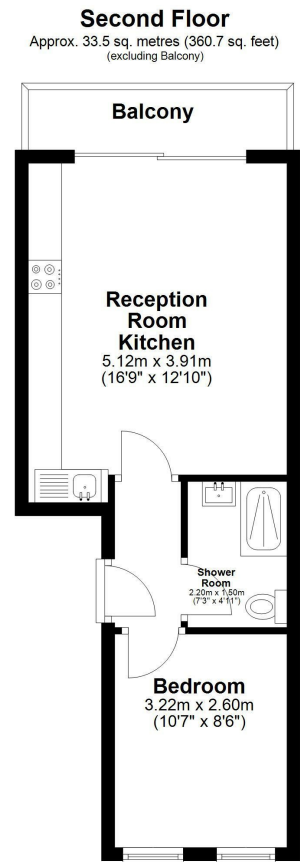 Second Floor
Approx. 33.5 sq. metres (360.7 sq. feet)
(excluding Balcony)
Balcony
Reception
Room
Kitchen
5.12m x 3.91m
(16'9" x 12'10")
Shower
Room
2.20m x 1.50m
(7'3" x 4'11")
Bedroom
3.22m x 2.60m
(10'7" x 8'6")